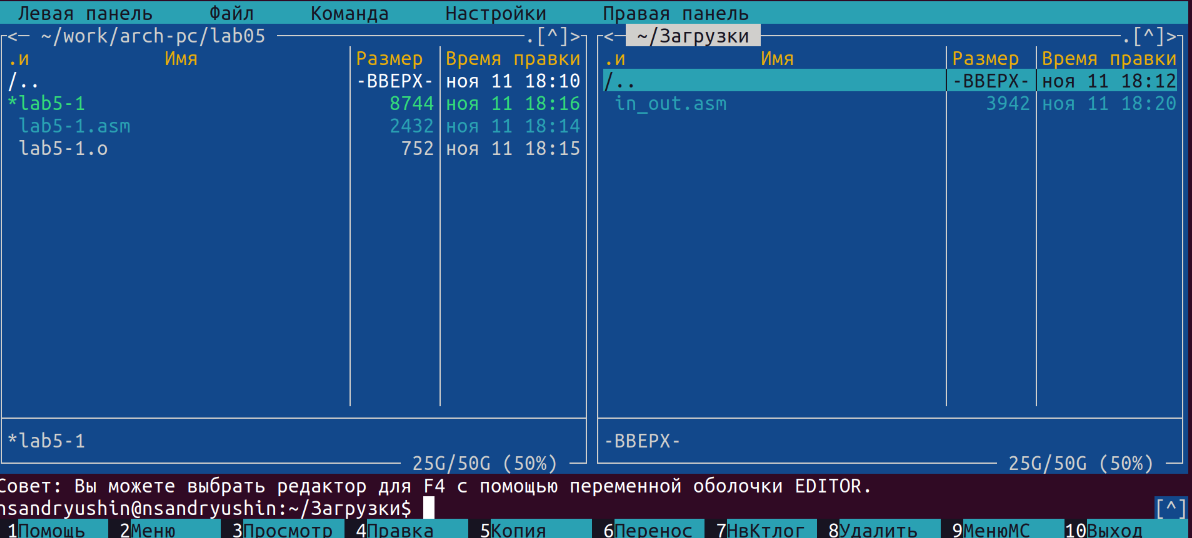 Левая панель Файл Команда Настройки Правая панель
<─ ~/work/arch-pc/lab05 .[^]> <─ ~/Загрузки .[^]>
.и Имя Размер Время правки .и Имя Размер Время правки
/.. -ВВЕРХ- ноя 11 18:10 /.. -ВВЕРХ- ноя 11 18:12
*lab5-1 8744 ноя 11 18:16 in_out.asm 3942 ноя 11 18:20
lab5-1.asm 2432 ноя 11 18:14
lab5-1.o 752 ноя 11 18:15
*lab5-1 -ВВЕРХ-
25G/50G (50%) 25G/50G (50%)
Совет: Вы можете выбрать редактор для F4 с помощью переменной оболочки EDITOR.
nsandryushin@nsandryushin:~/Загрузки$ [^]
1Помощь 2Меню 3Просмотр 4Правка 5Копия 6Перенос 7НвКтлог 8Удалить 9МенюМС 10Выход